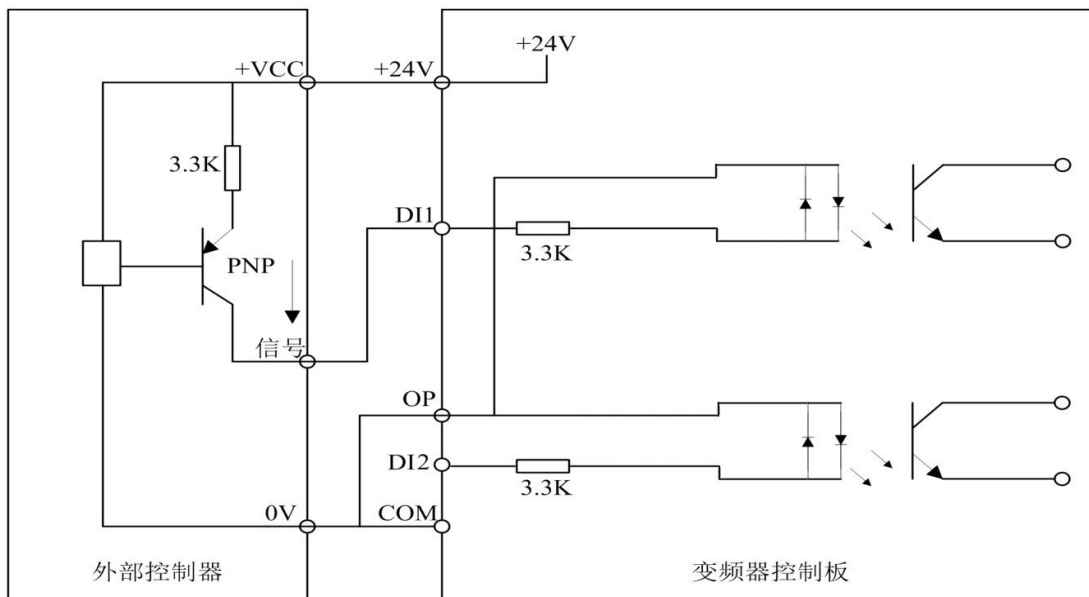 +24V
+VCC
+24V
3.3K
DI1
PNP
3.3K
信号
OP
DI2
3.3K
0V
COM
外部控制器
变频器控制板